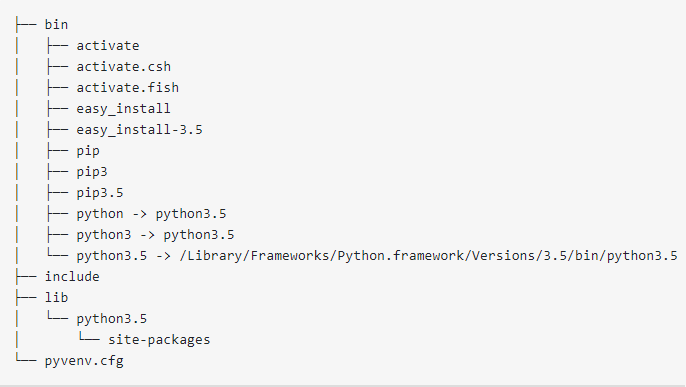 ├── bin
│   ├── activate
│   ├── activate.csh
│   ├── activate.fish
│   ├── easy_install
│   ├── easy_install-3.5
│   ├── pip
│   ├── pip3
│   ├── pip3.5
│   ├── python -> python3.5
│   ├── python3 -> python3.5
│   └── python3.5 -> /Library/Frameworks/Python.framework/Versions/3.5/bin/python3.5
├── include
├── lib
│   └── python3.5
│       └── site-packages
└── pyvenv.cfg